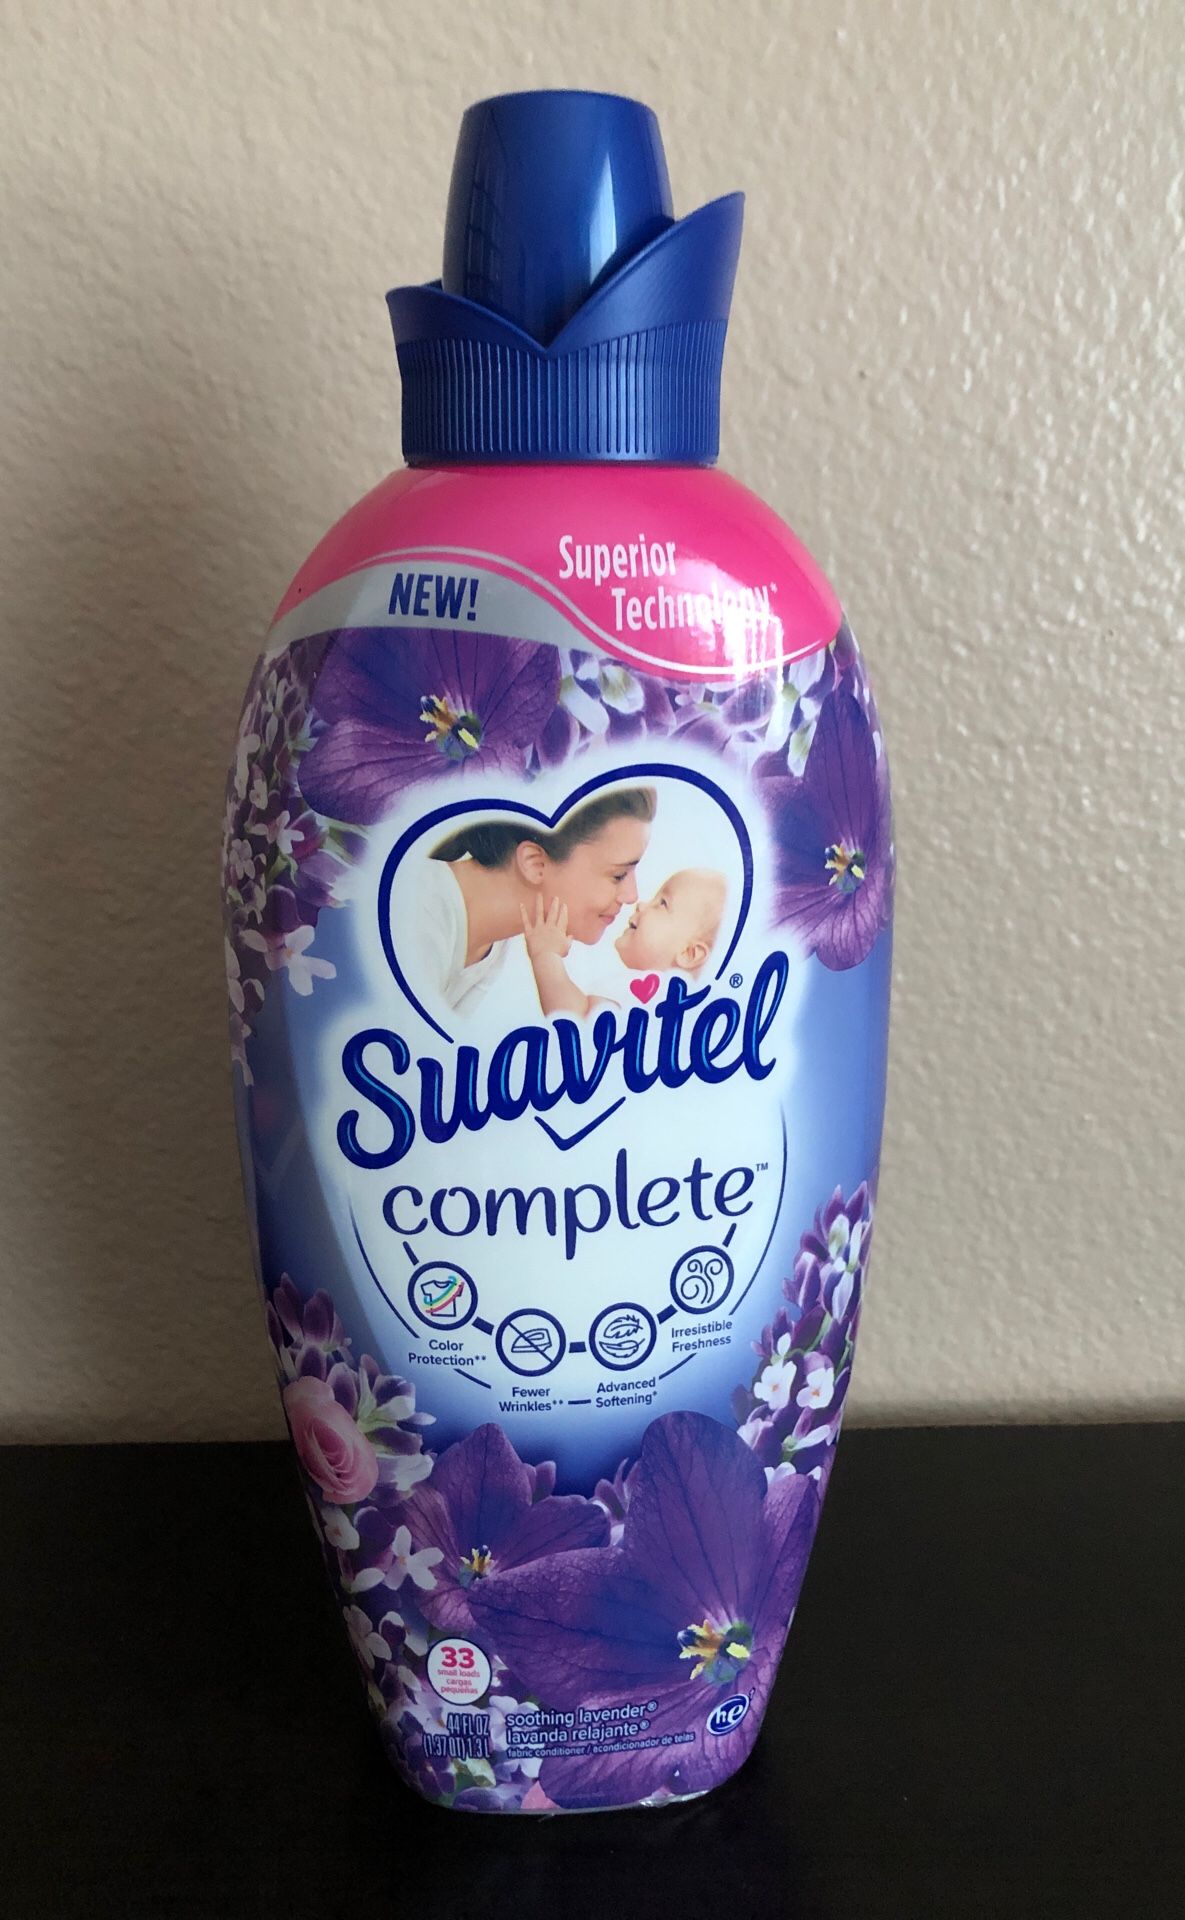 NEW!
Superior
Technology*
Suavitel®
complete™
Color
Protection**
Fewer
Wrinkles**
Advanced
Softening*
Irresistible
Freshness
33
small loads
cargas
pequeñas
44 FL OZ
(1.37 QT) 1.3 L
soothing lavender®
lavanda relajante®
fabric conditioner / acondicionador de telas
he